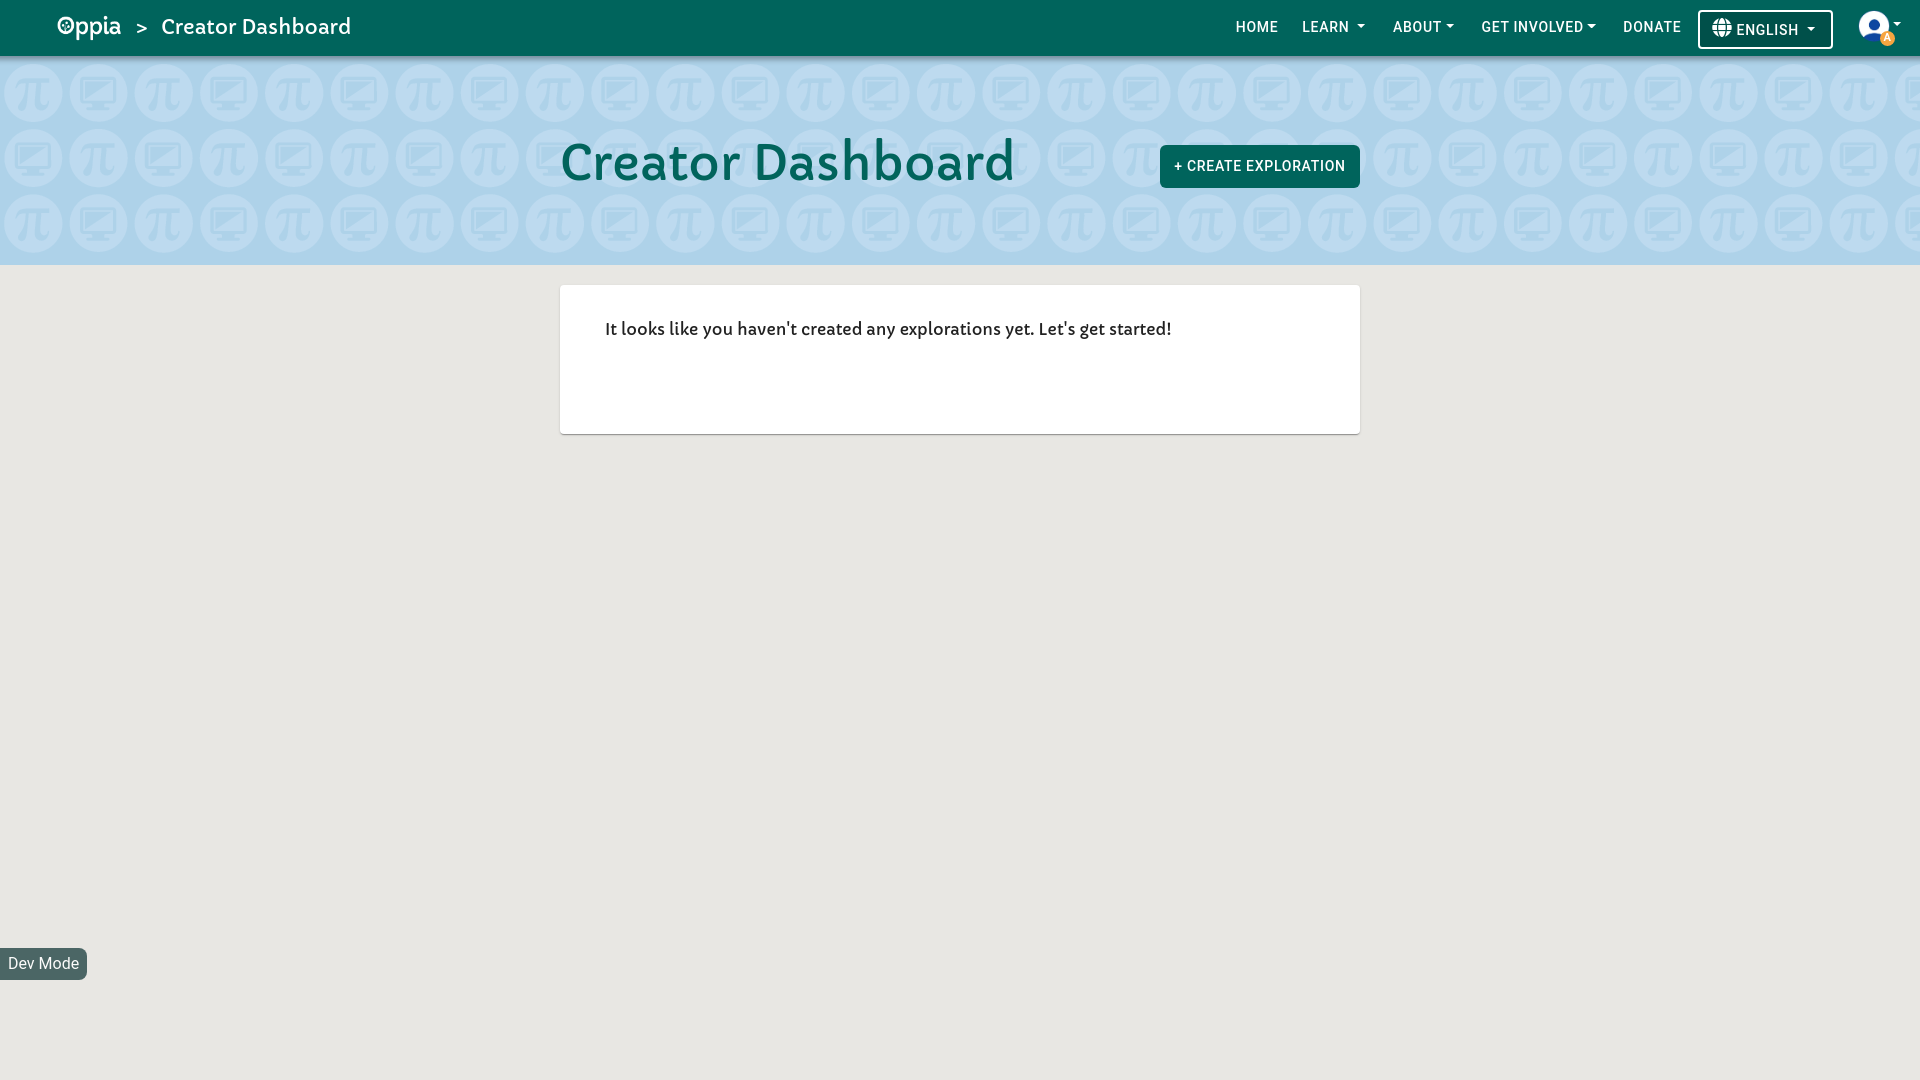 Oppia > Creator Dashboard HOME LEARN ABOUT GET INVOLVED DONATE ENGLISH A
Creator Dashboard
+ CREATE EXPLORATION
It looks like you haven't created any explorations yet. Let's get started!
Dev Mode